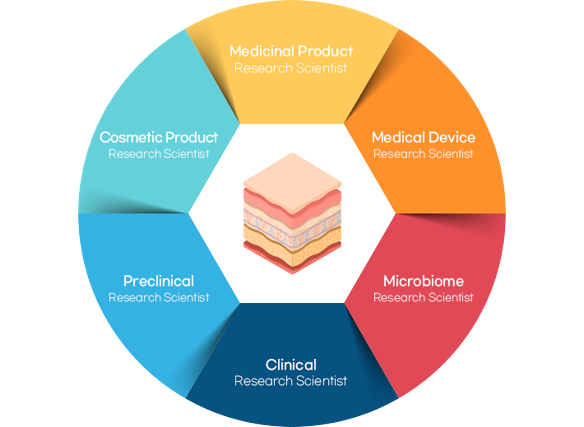 Medicinal Product
Research Scientist
Cosmetic Product
Research Scientist
Medical Device
Research Scientist
Preclinical
Research Scientist
Microbiome
Research Scientist
Clinical
Research Scientist